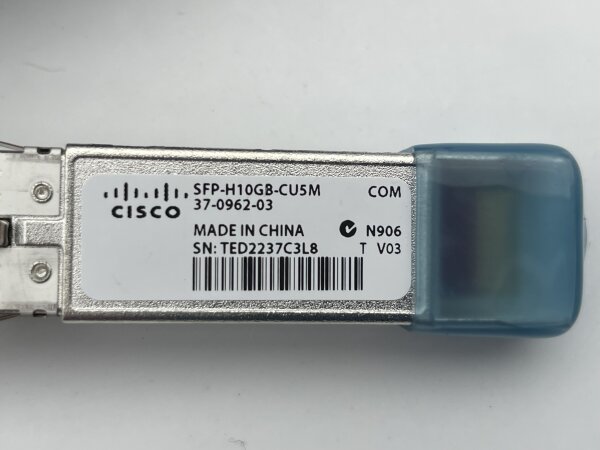 CISCO
SFP-H10GB-CU5M COM
37-0962-03
MADE IN CHINA N906
SN: TED2237C3L8 T V03